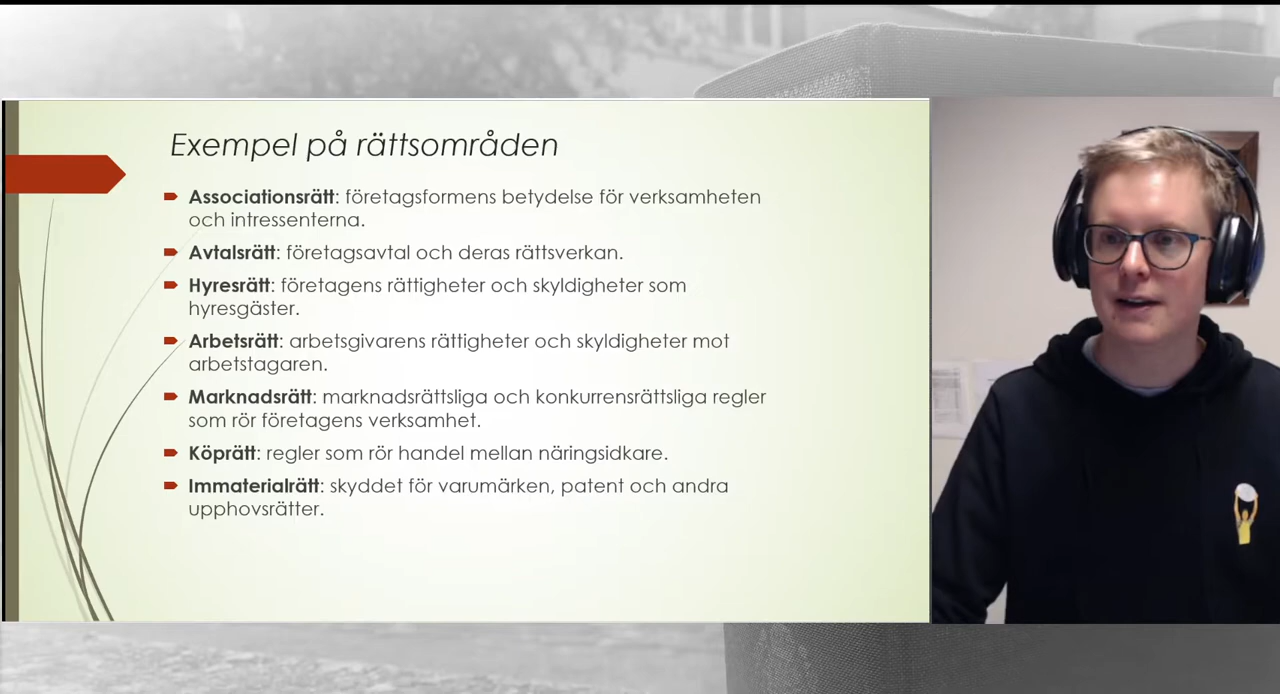 Exempel på rättsområden
Associationsrätt: företagsformens betydelse för verksamheten
och intressenterna.
Avtalsrätt: företagsavtal och deras rättsverkan.
Hyresrätt: företagens rättigheter och skyldigheter som
hyresgäster.
Arbetsrätt: arbetsgivarens rättigheter och skyldigheter mot
arbetstagaren.
Marknadsrätt: marknadsrättsliga och konkurrensrättsliga regler
som rör företagens verksamhet.
Köprätt: regler som rör handel mellan näringsidkare.
Immaterialrätt: skyddet för varumärken, patent och andra
upphovsrätter.